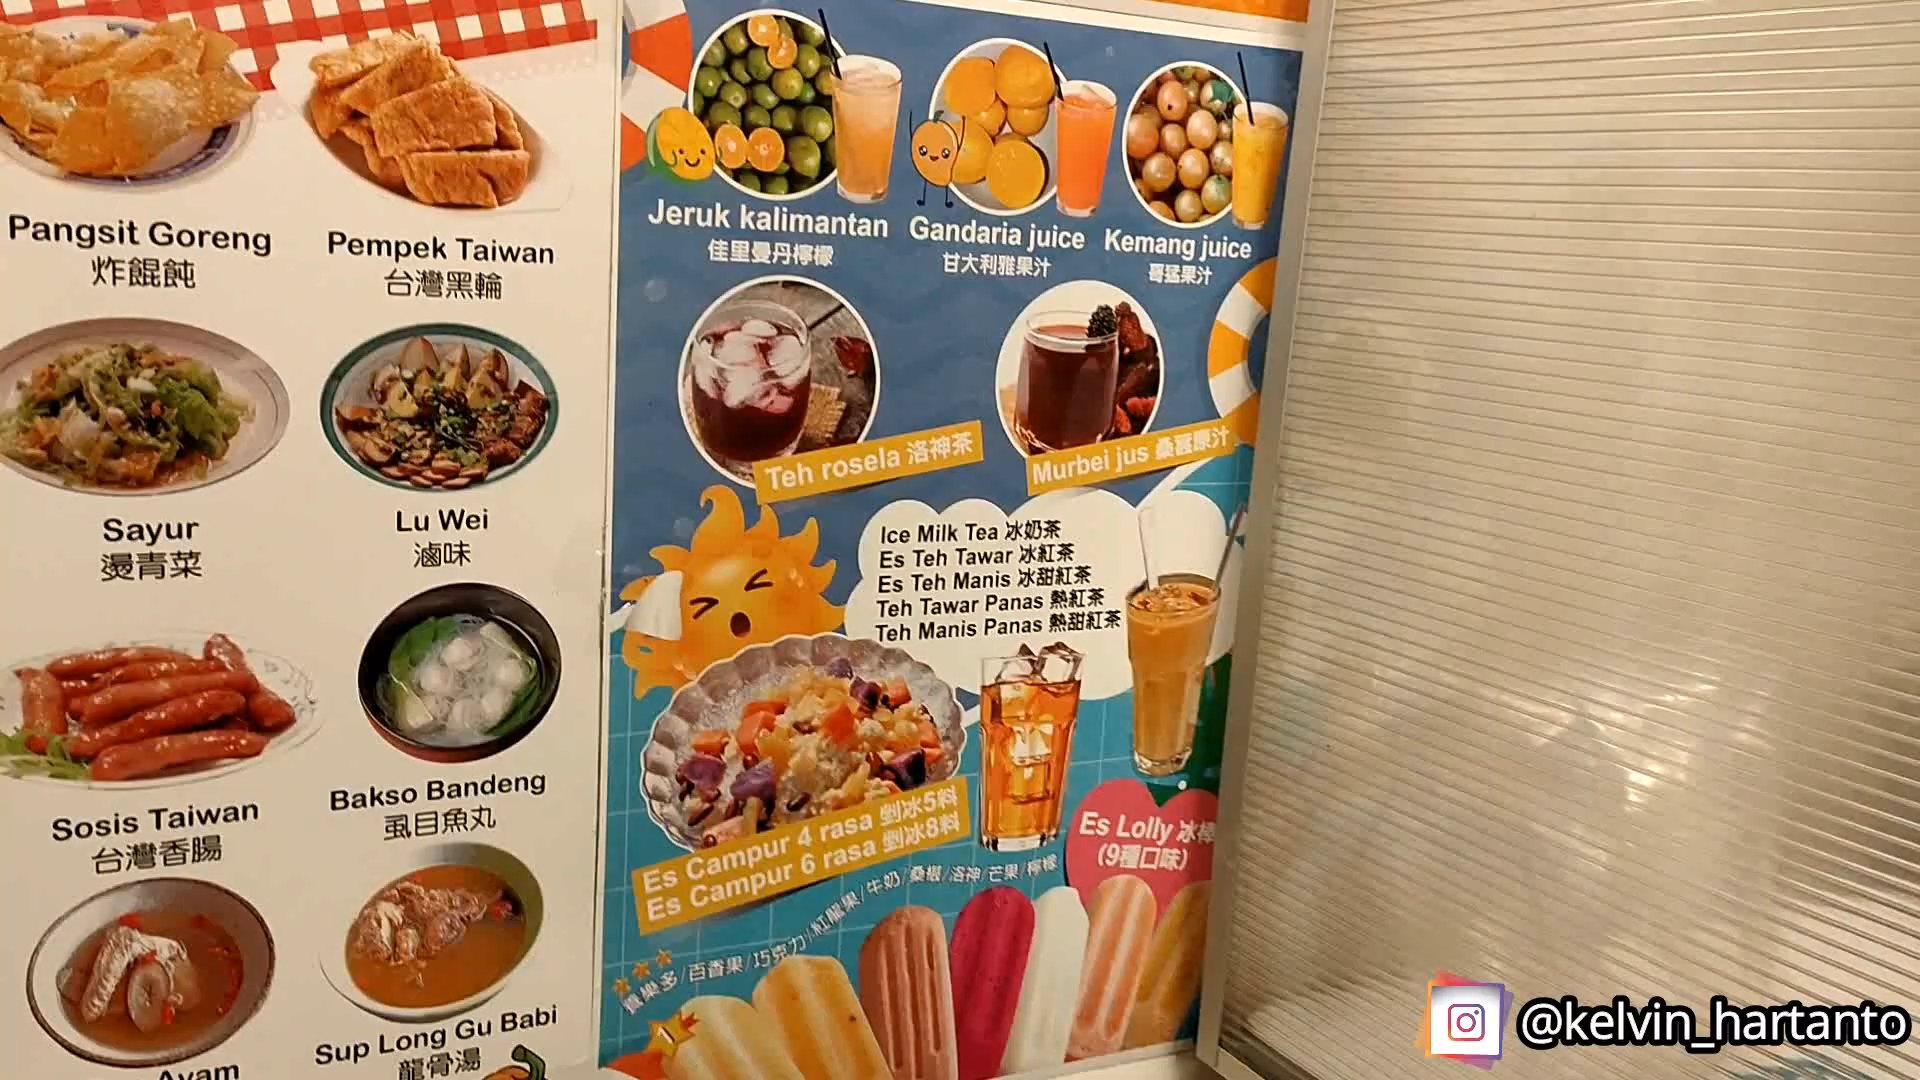 Pangsit Goreng
炸餛飩
Pempek Taiwan
台灣黑輪
Sayur
燙青菜
Lu Wei
滷味
Sosis Taiwan
台灣香腸
Bakso Bandeng
虱目魚丸
Ayam
Sup Long Gu Babi
龍骨湯
Jeruk kalimantan
佳里曼丹檸檬
Gandaria juice
甘大利雅果汁
Kemang juice
哥猛果汁
Teh rosela 洛神茶
Murbei jus 桑葚原汁
Ice Milk Tea 冰奶茶
Es Teh Tawar 冰紅茶
Es Teh Manis 冰甜紅茶
Teh Tawar Panas 熱紅茶
Teh Manis Panas 熱甜紅茶
Es Campur 4 rasa 剉冰5料
Es Campur 6 rasa 剉冰8料
Es Lolly 冰棒
(9種口味)
養樂多/百香果/巧克力/紅龍果/牛奶/桑椹/洛神/芒果/檸檬
@kelvin_hartanto